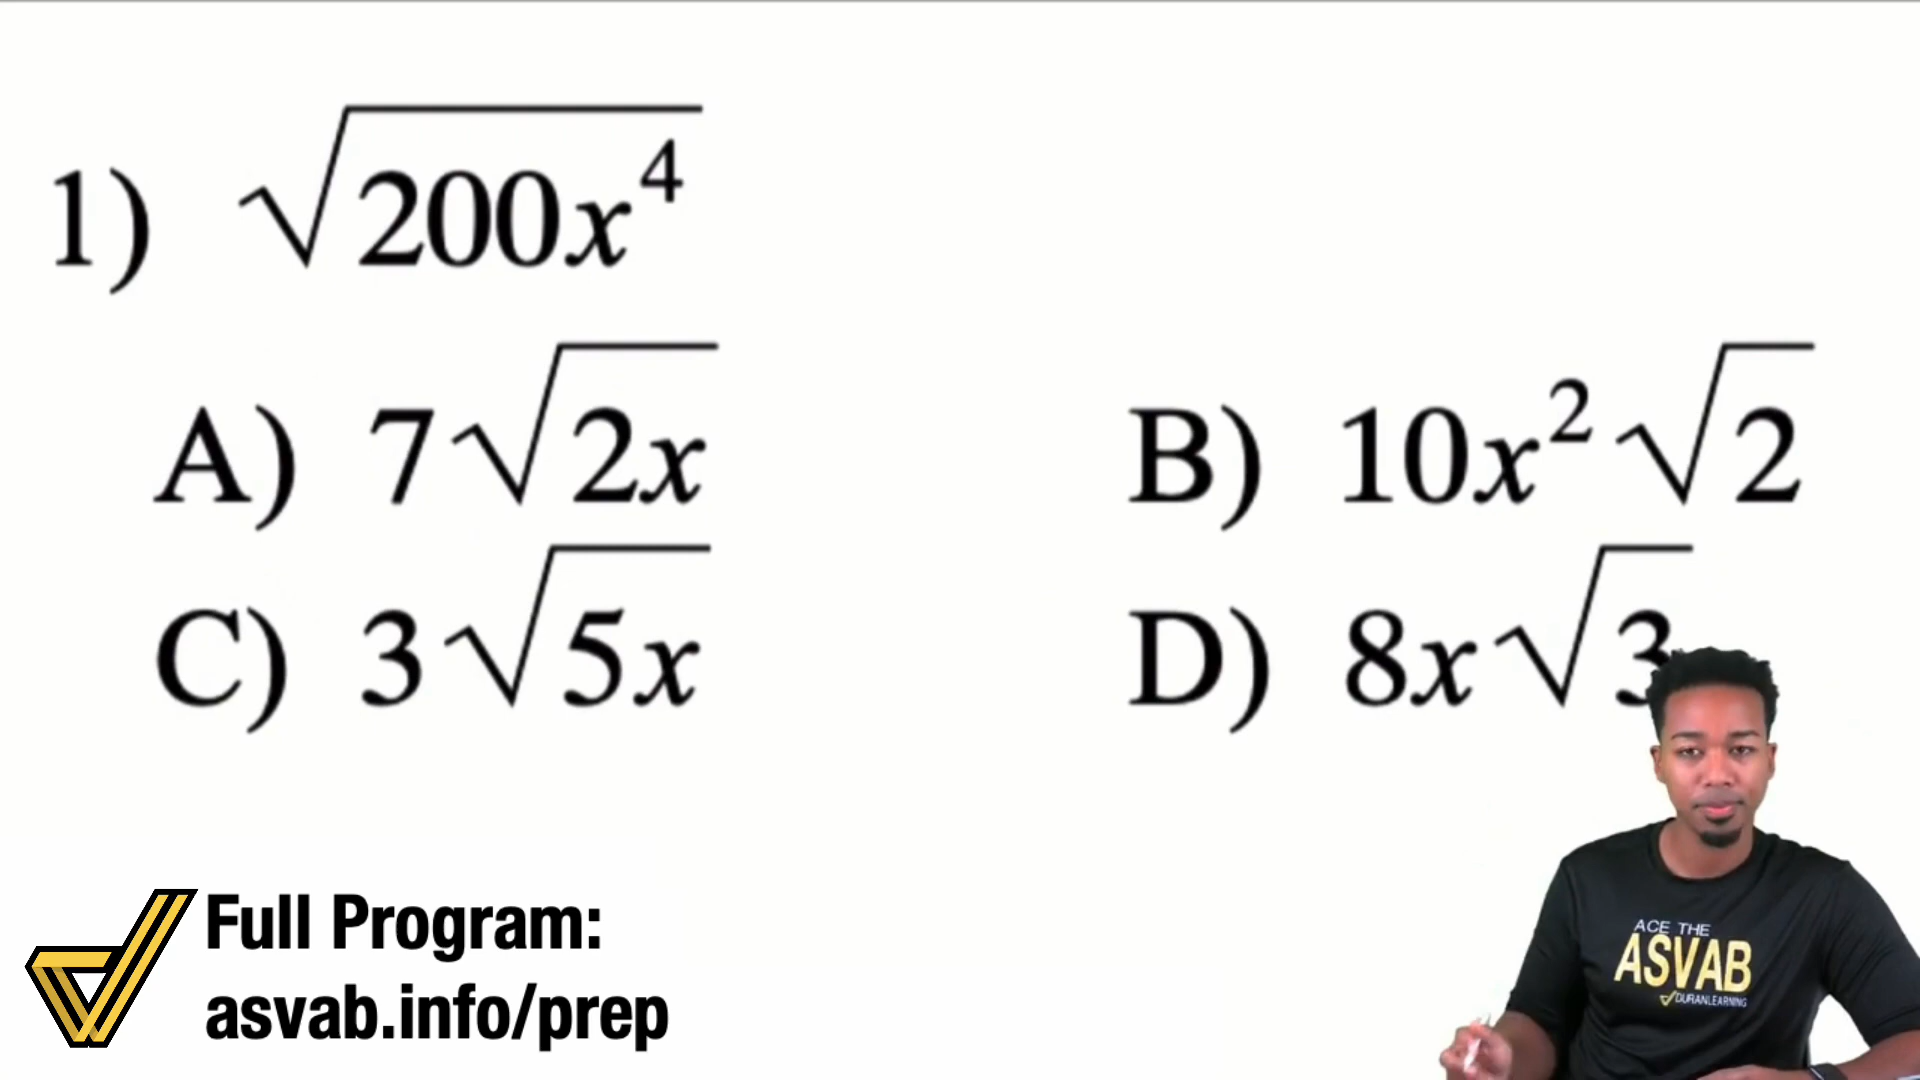 1) √200x⁴
A) 7√2x
B) 10x²√2
C) 3√5x
D) 8x√3
Full Program:
asvab.info/prep
ACE THE
ASVAB
DURANLEARNING